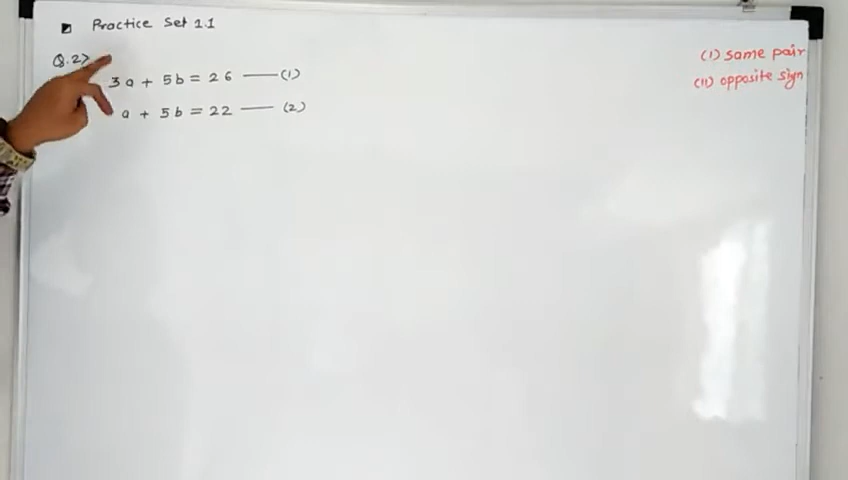 Practice Set 1.1
Q.2>
3a + 5b = 26 —— (1)
a + 5b = 22 —— (2)
(I) same pair
(II) opposite sign